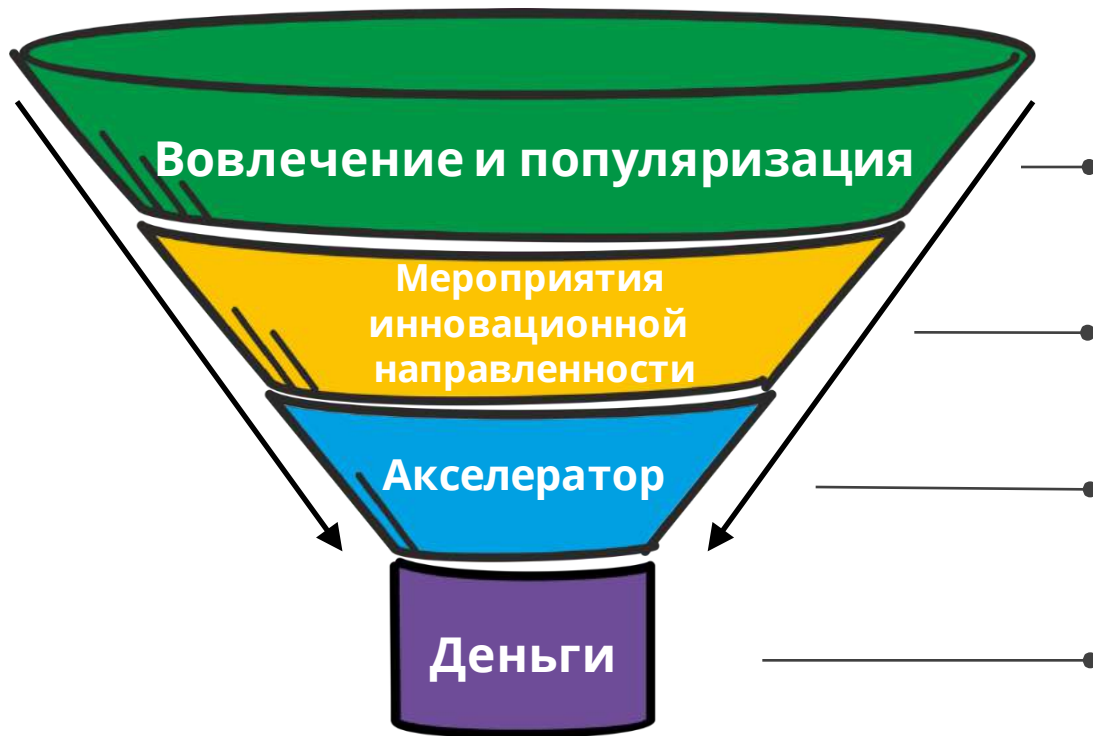 Вовлечение и популяризация
Мероприятия
инновационной
направленности
Акселератор
Деньги